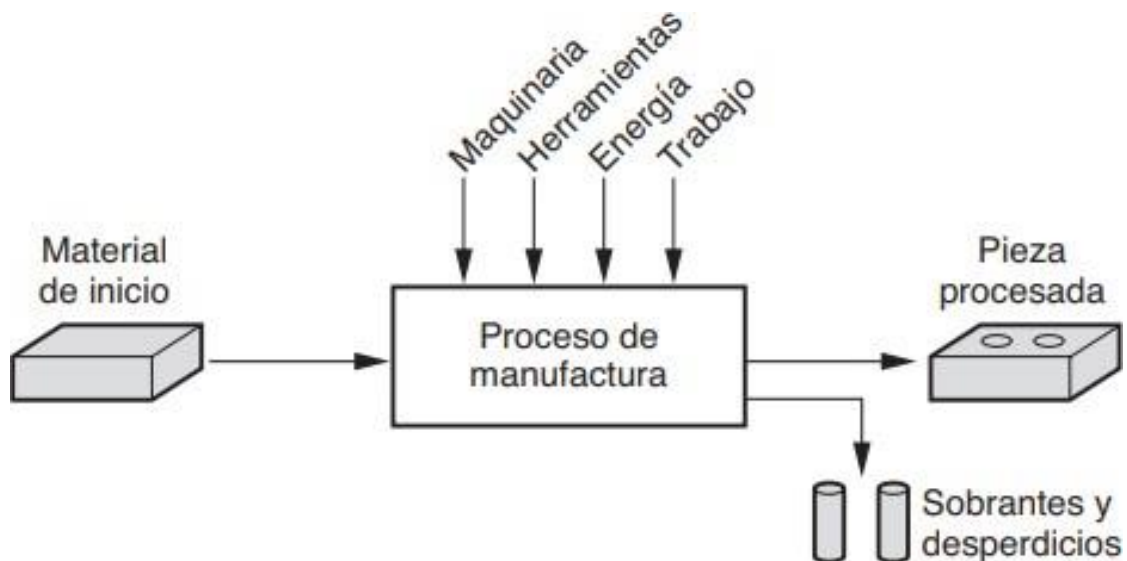 Maquinaria
Herramientas
Energía
Trabajo
Material
de inicio
Proceso de
manufactura
Pieza
procesada
Sobrantes y
desperdicios